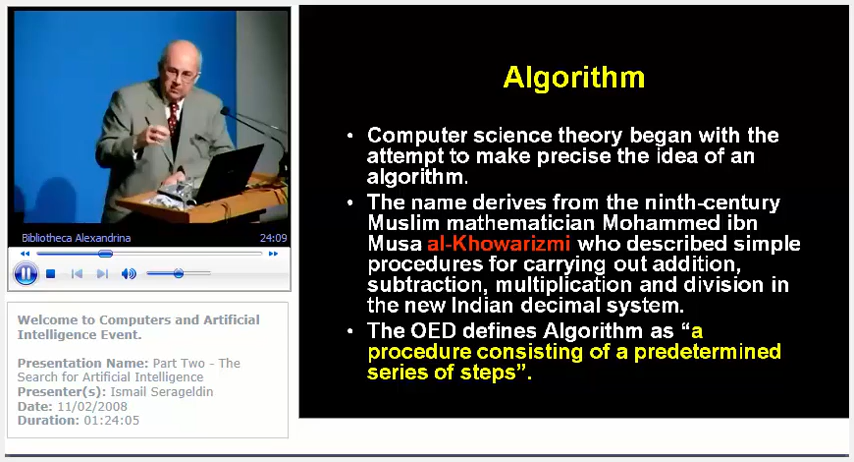 Bibliotheca Alexandrina 24:09
Welcome to Computers and Artificial
Intelligence Event.
Presentation Name: Part Two - The
Search for Artificial Intelligence
Presenter(s): Ismail Serageldin
Date: 11/02/2008
Duration: 01:24:05
Algorithm
• Computer science theory began with the
attempt to make precise the idea of an
algorithm.
• The name derives from the ninth-century
Muslim mathematician Mohammed ibn
Musa al-Khowarizmi who described simple
procedures for carrying out addition,
subtraction, multiplication and division in
the new Indian decimal system.
• The OED defines Algorithm as “a
procedure consisting of a predetermined
series of steps”.